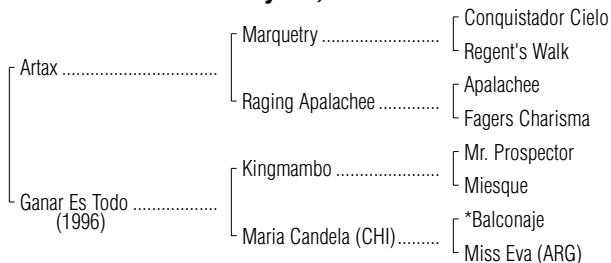 Conquistador Cielo
Marquetry
Regent's Walk
Artax
Apalachee
Raging Apalachee
Fagers Charisma
Mr. Prospector
Kingmambo
Miesque
Ganar Es Todo
(1996)
*Balconaje
Maria Candela (CHI)
Miss Eva (ARG)